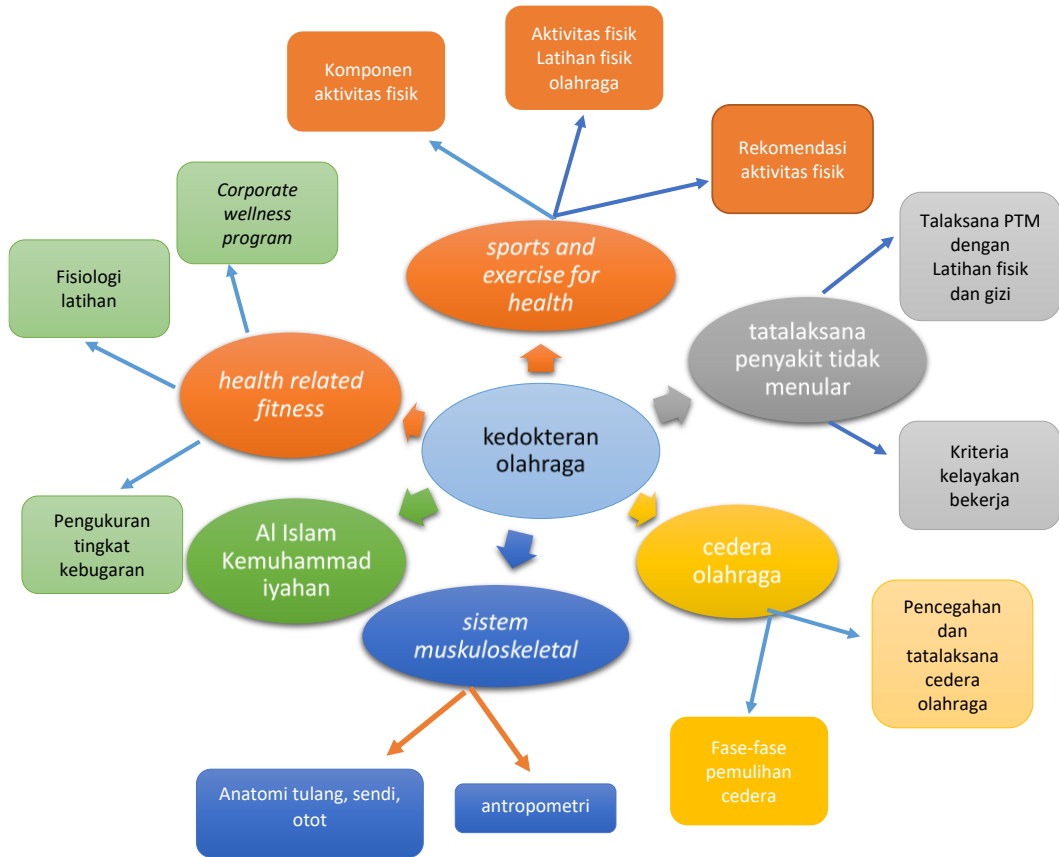 Aktivitas fisik
Latihan fisik
olahraga
Komponen
aktivitas fisik
Rekomendasi
aktivitas fisik
Corporate
wellness
program
Talaksana PTM
dengan
Latihan fisik
dan gizi
Fisiologi
latihan
sports and
exercise for
health
tatalaksana
penyakit tidak
menular
health related
fitness
kedokteran
olahraga
Kriteria
kelayakan
bekerja
Pengukuran
tingkat
kebugaran
Al Islam
Kemuhammad
iyahan
cedera
olahraga
sistem
muskuloskeletal
Pencegahan
dan
tatalaksana
cedera
olahraga
Fase-fase
pemulihan
cedera
Anatomi tulang, sendi,
otot
antropometri